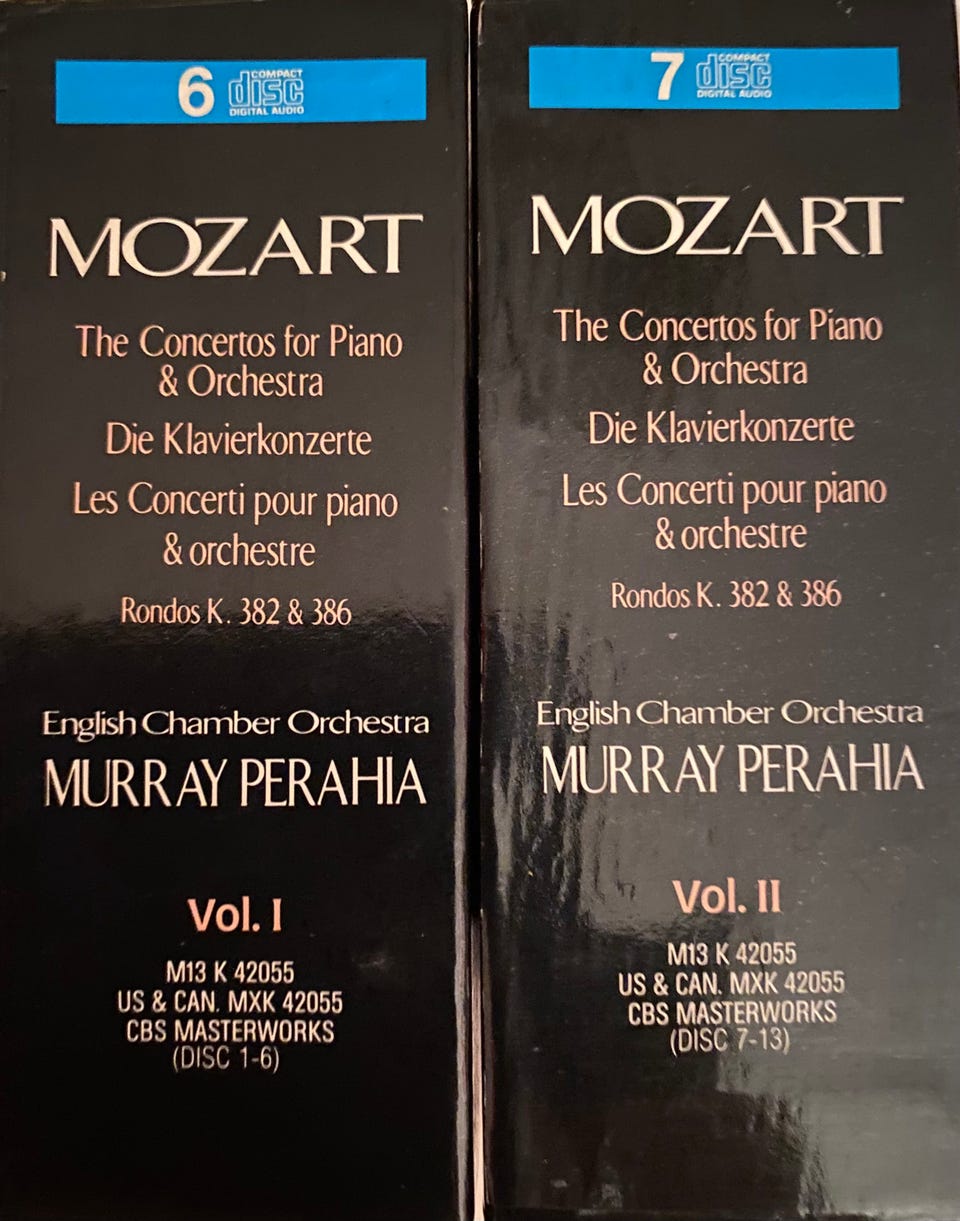 6 COMPACT disc DIGITAL AUDIO
MOZART
The Concertos for Piano
& Orchestra
Die Klavierkonzerte
Les Concerti pour piano
& orchestre
Rondos K. 382 & 386
English Chamber Orchestra
MURRAY PERAHIA
Vol. I
M13 K 42055
US & CAN. MXK 42055
CBS MASTERWORKS
(DISC 1-6)
7 COMPACT disc DIGITAL AUDIO
MOZART
The Concertos for Piano
& Orchestra
Die Klavierkonzerte
Les Concerti pour piano
& orchestre
Rondos K. 382 & 386
English Chamber Orchestra
MURRAY PERAHIA
Vol. II
M13 K 42055
US & CAN. MXK 42055
CBS MASTERWORKS
(DISC 7-13)